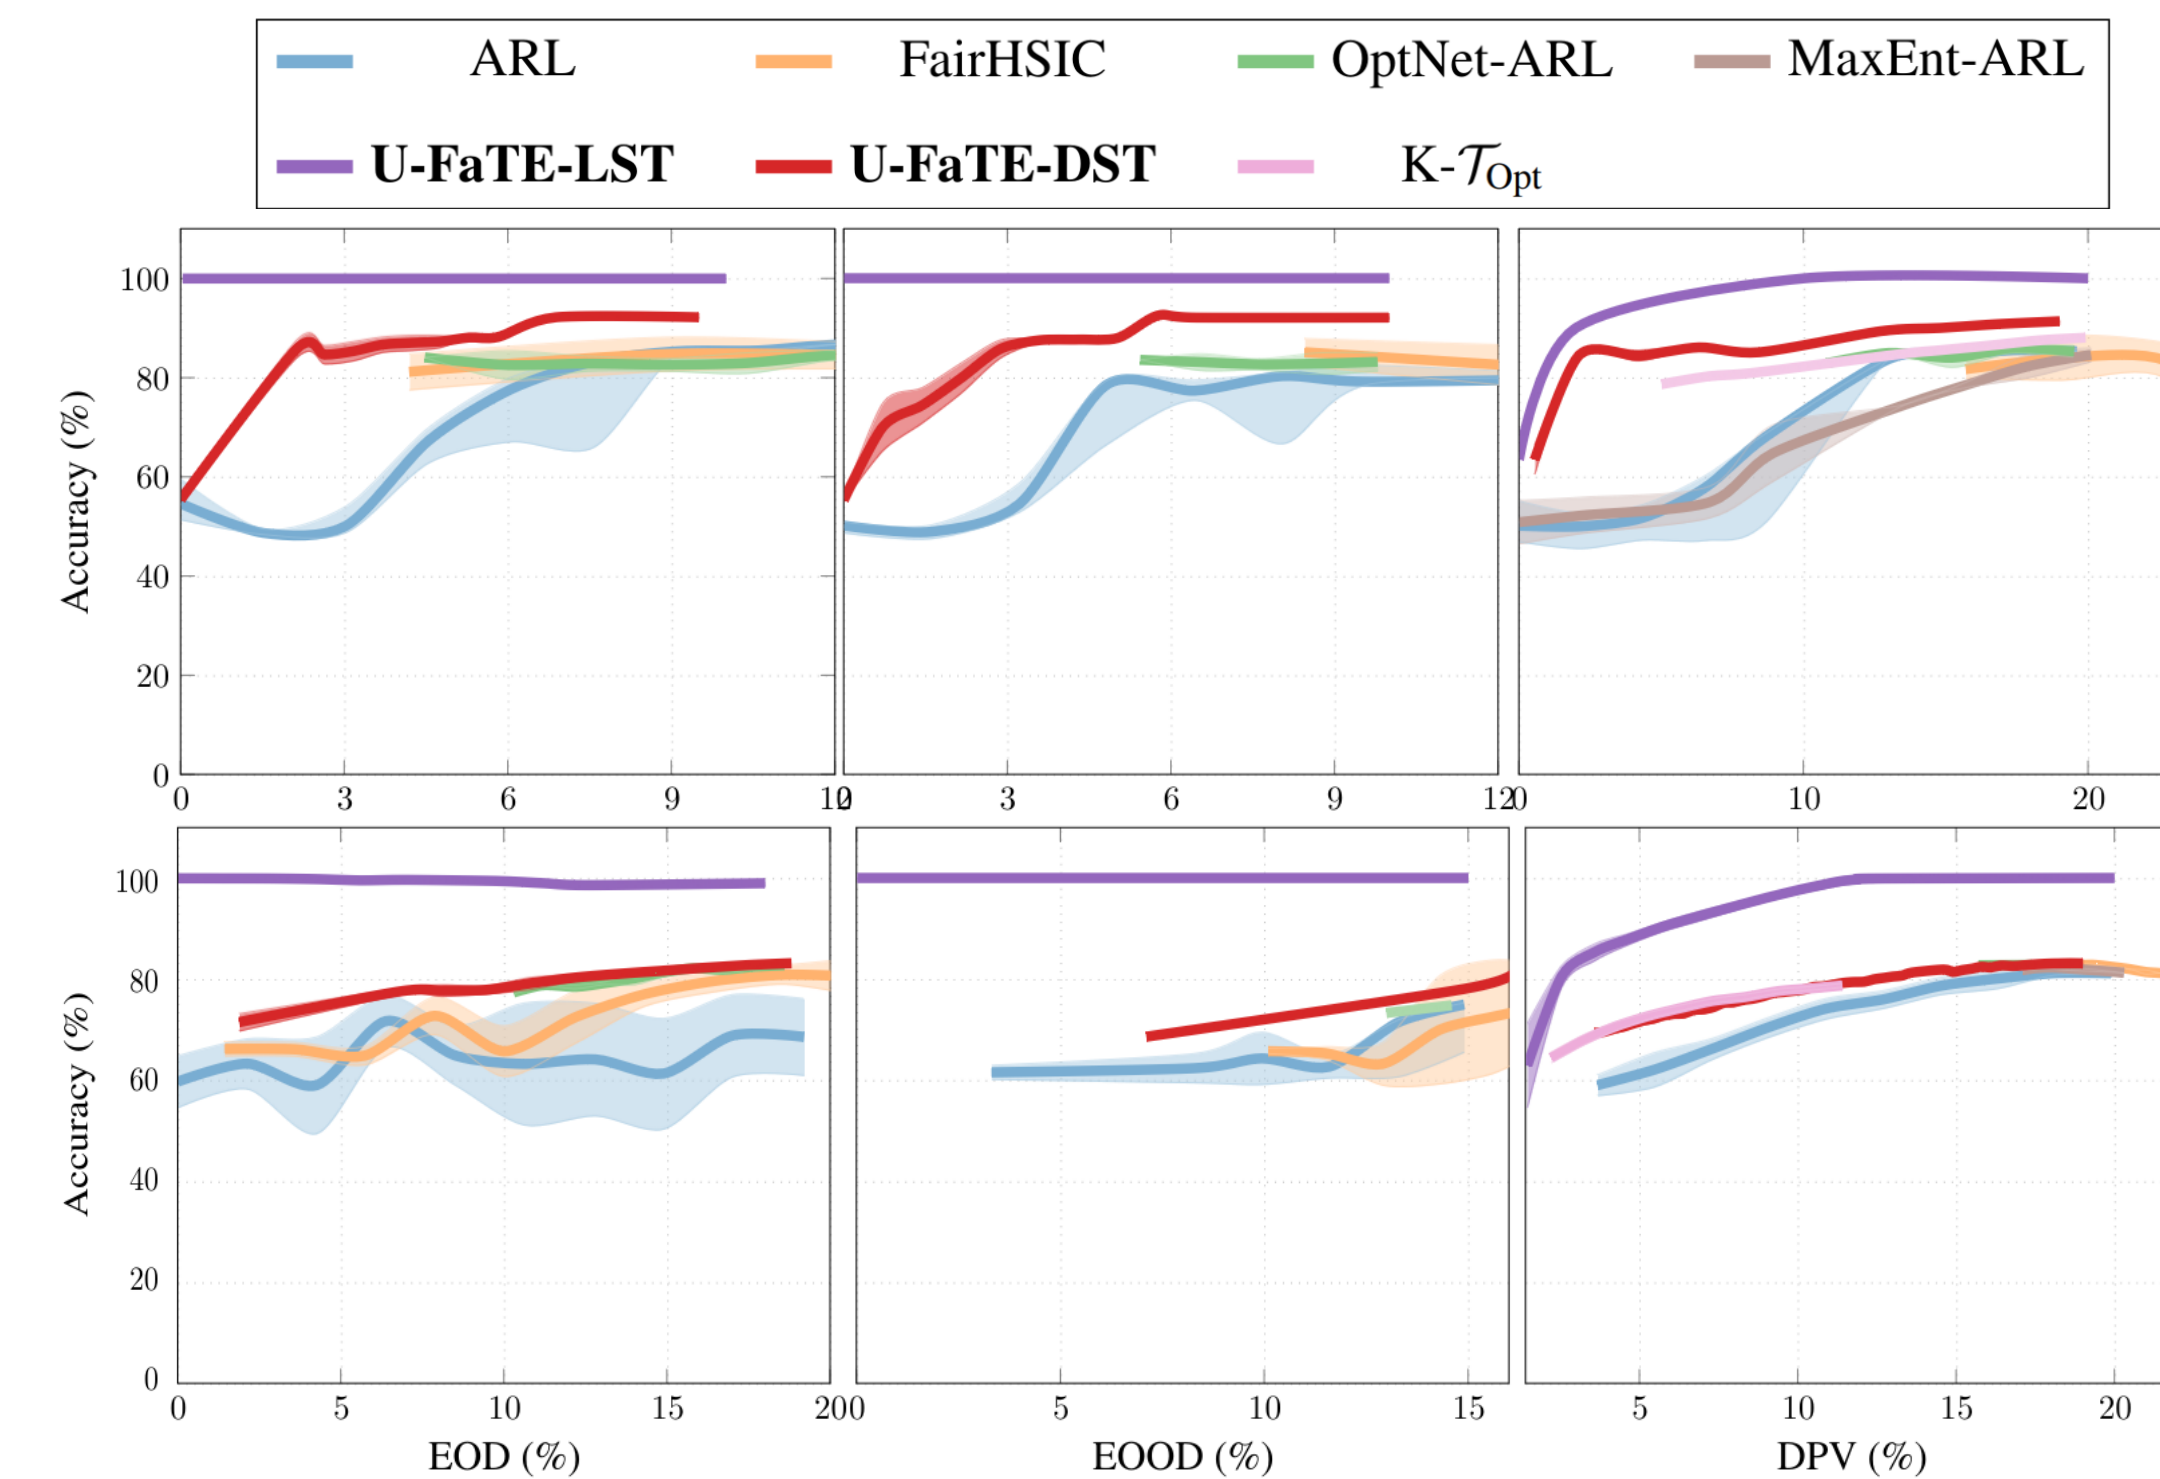 ARL FairHSIC OptNet-ARL MaxEnt-ARL
U-FaTE-LST U-FaTE-DST K-𝒯Opt
100
80
60
40
20
0
Accuracy (%)
0 3 6 9 12
0 3 6 9 12
0 10 20
100
80
60
40
20
0
Accuracy (%)
0 5 10 15 20
0 5 10 15
5 10 15 20
EOD (%) EOOD (%) DPV (%)